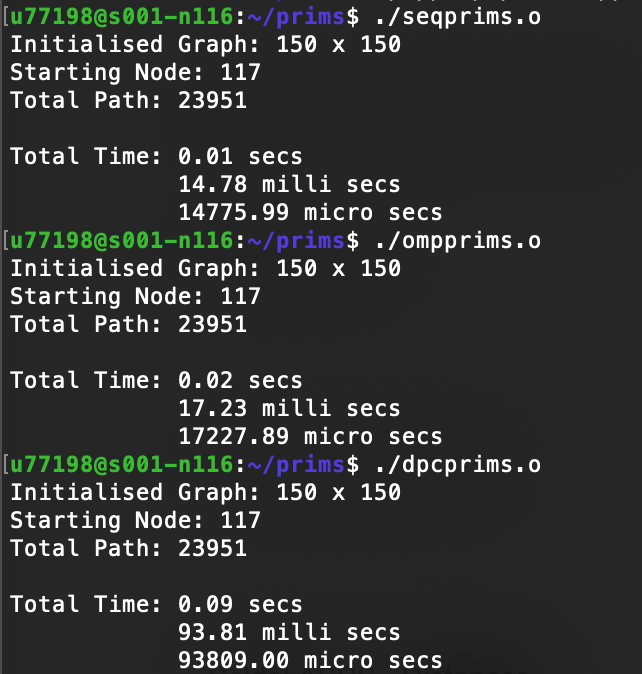 [u77198@s001-n116:~/prims$ ./seqprims.o
Initialised Graph: 150 x 150
Starting Node: 117
Total Path: 23951
Total Time: 0.01 secs
14.78 milli secs
14775.99 micro secs
[u77198@s001-n116:~/prims$ ./ompprims.o
Initialised Graph: 150 x 150
Starting Node: 117
Total Path: 23951
Total Time: 0.02 secs
17.23 milli secs
17227.89 micro secs
[u77198@s001-n116:~/prims$ ./dpcprims.o
Initialised Graph: 150 x 150
Starting Node: 117
Total Path: 23951
Total Time: 0.09 secs
93.81 milli secs
93809.00 micro secs